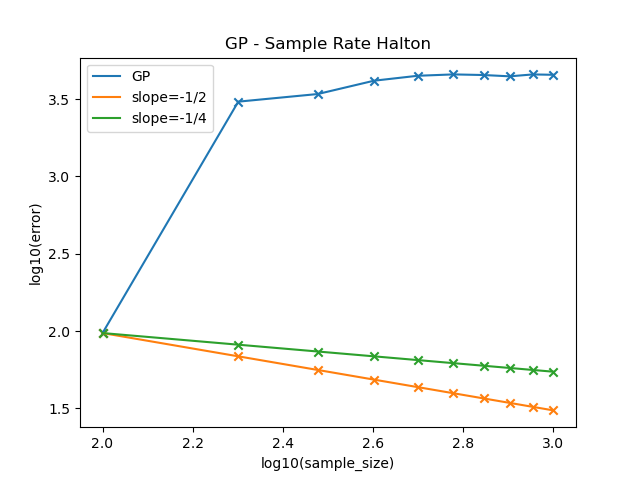 GP - Sample Rate Halton
GP
slope=-1/2
slope=-1/4
log10(error)
3.5
3.0
2.5
2.0
1.5
2.0 2.2 2.4 2.6 2.8 3.0
log10(sample_size)